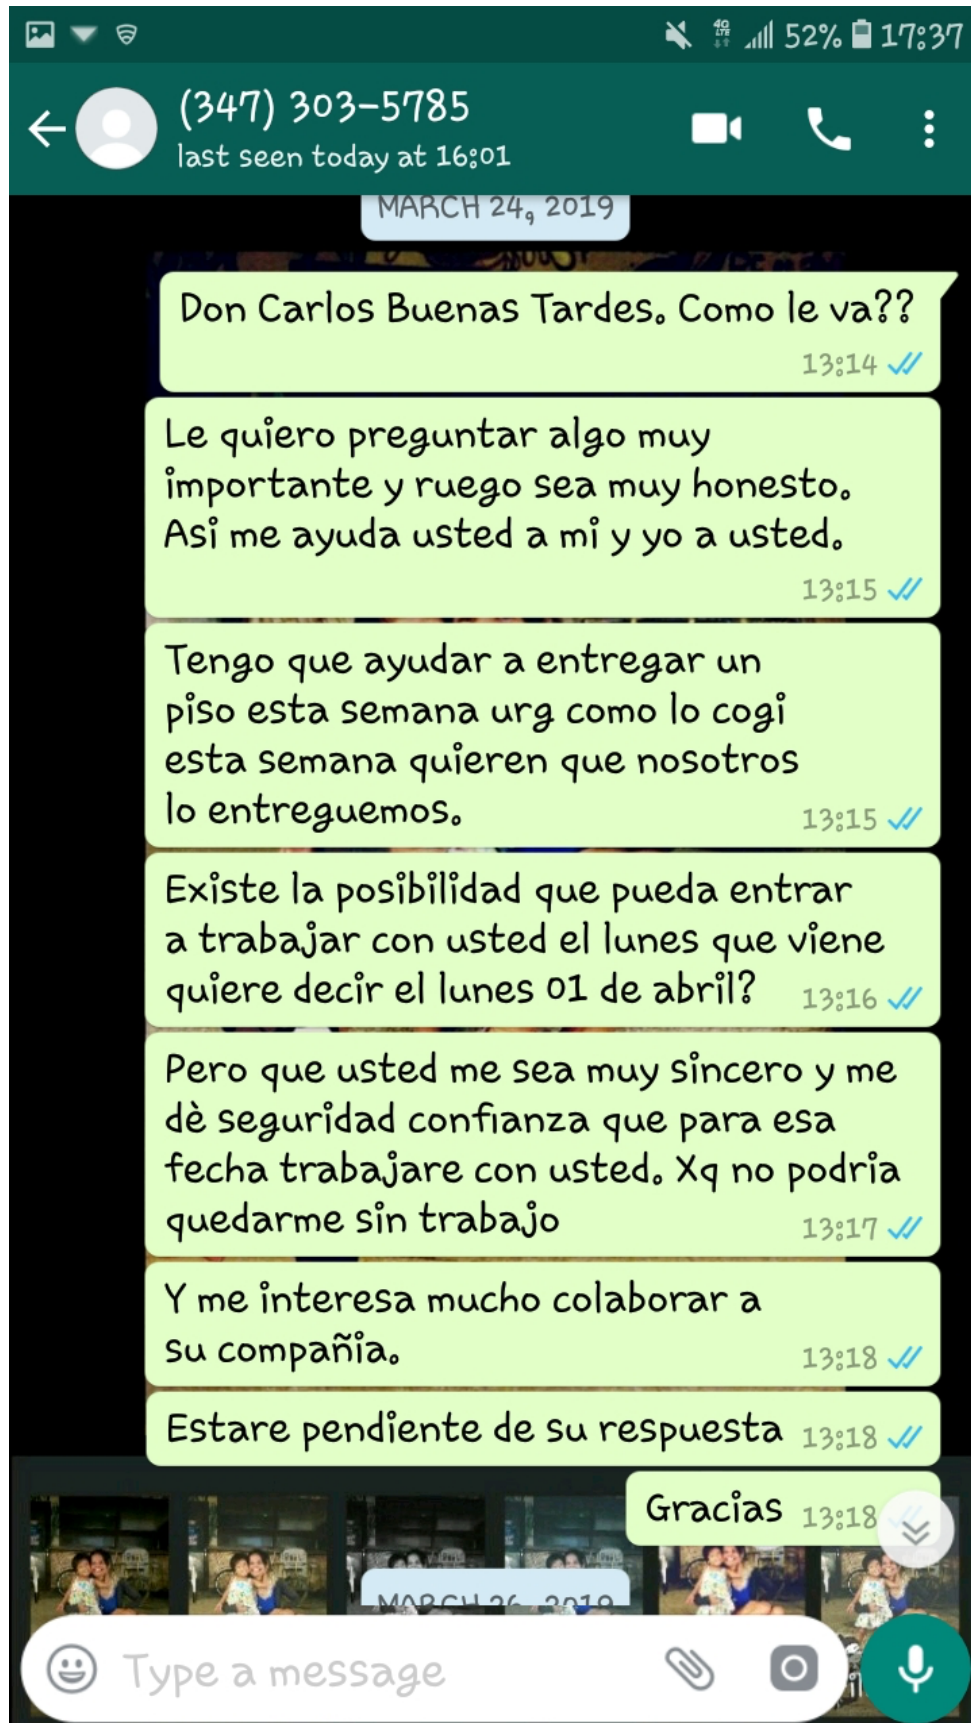 4G
LTE
52%
17:37
(347) 303-5785
last seen today at 16:01
MARCH 24, 2019
Don Carlos Buenas Tardes. Como le va??
13:14
Le quiero preguntar algo muy
importante y ruego sea muy honesto.
Asi me ayuda usted a mi y yo a usted.
13:15
Tengo que ayudar a entregar un
piso esta semana urg como lo cogi
esta semana quieren que nosotros
lo entreguemos.
13:15
Existe la posibilidad que pueda entrar
a trabajar con usted el lunes que viene
quiere decir el lunes 01 de abril?
13:16
Pero que usted me sea muy sincero y me
dè seguridad confianza que para esa
fecha trabajare con usted. Xq no podria
quedarme sin trabajo
13:17
Y me interesa mucho colaborar a
su compañia.
13:18
Estare pendiente de su respuesta
13:18
Gracias
13:18
MARCH 26, 2019
Type a message